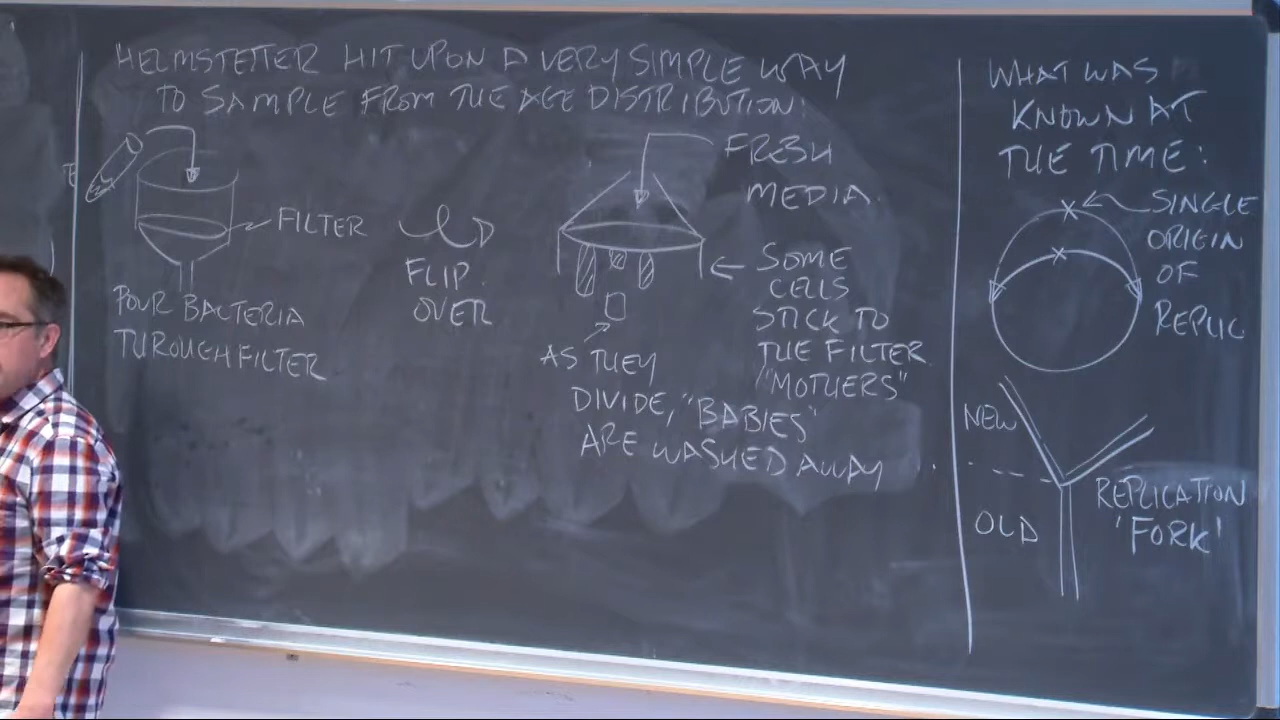 HELMSTETTER HIT UPON A VERY SIMPLE WAY
TO SAMPLE FROM THE AGE DISTRIBUTION:
FILTER
POUR BACTERIA
THROUGH FILTER
FLIP
OVER
FRESH
MEDIA.
SOME
CELLS
STICK TO
THE FILTER
"MOTHERS"
AS THEY
DIVIDE, "BABIES"
ARE WASHED AWAY
WHAT WAS
KNOWN AT
THE TIME:
SINGLE
ORIGIN
OF
REPLIC
NEW
OLD
REPLICATION
'FORK'